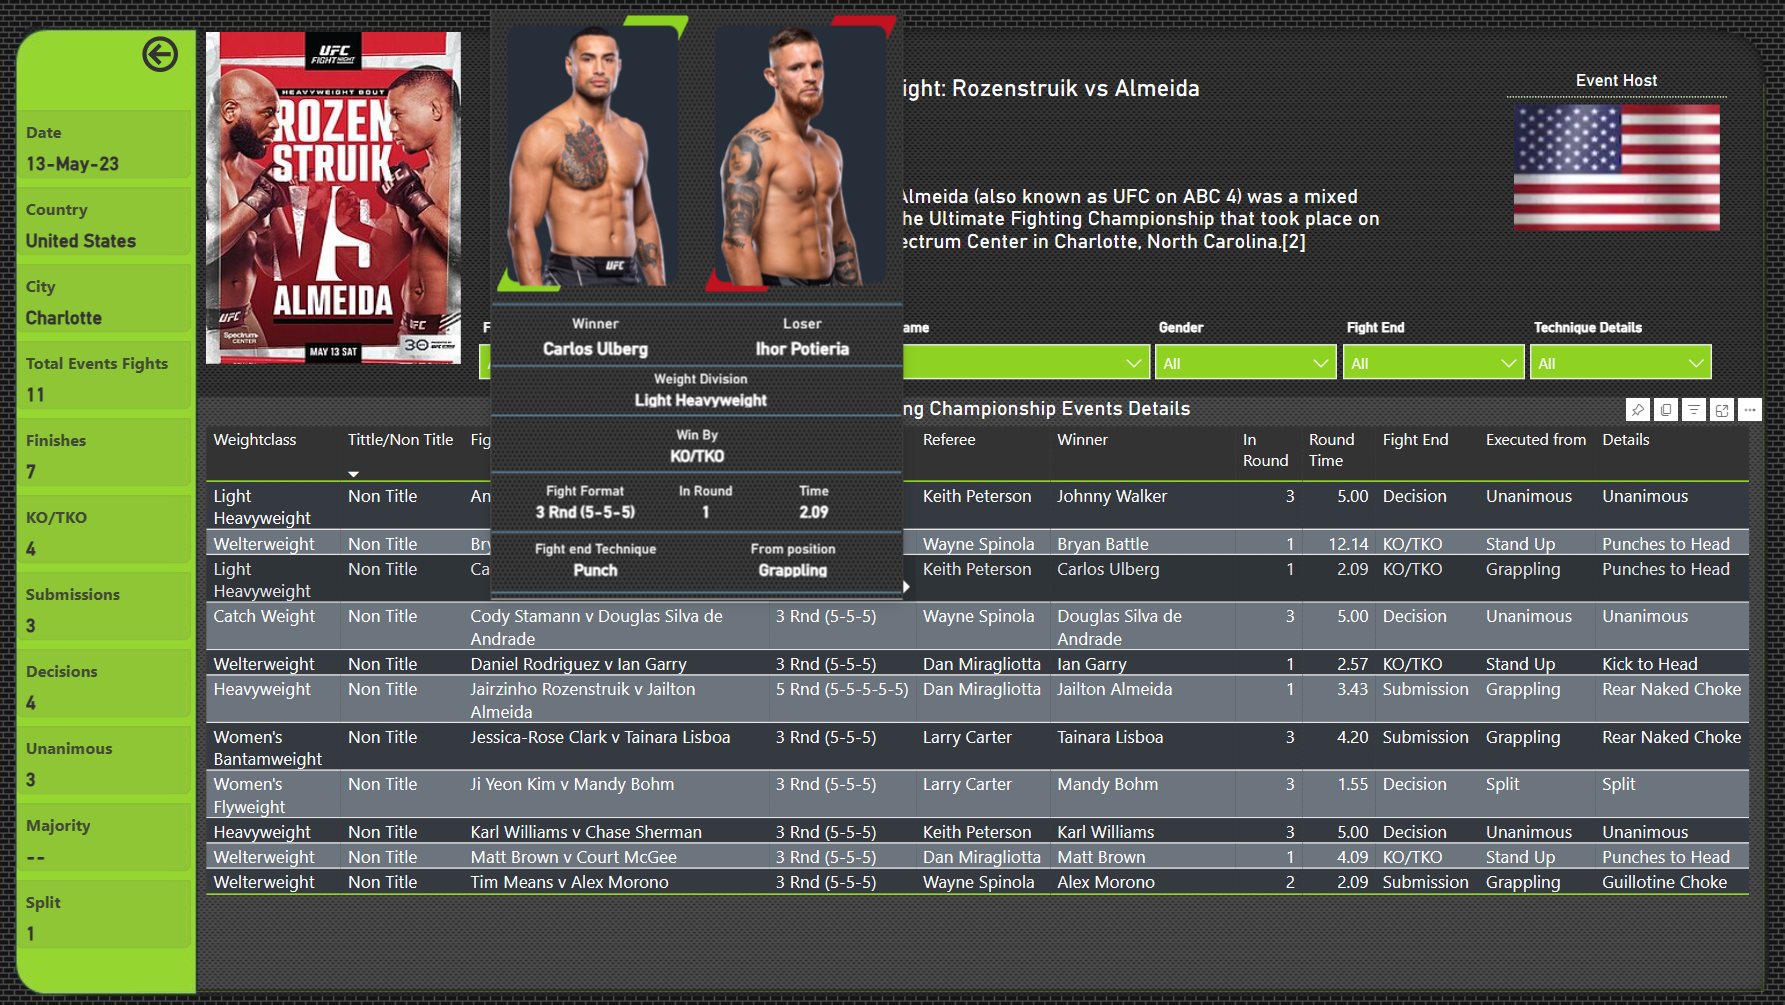 Date
13-May-23
Country
United States
City
Charlotte
Total Events Fights
11
Finishes
7
KO/TKO
4
Submissions
3
Decisions
4
Unanimous
3
Majority
--
Split
1
UFC
FIGHT NIGHT
HEAVYWEIGHT BOUT
ROZEN
STRUIK
VS
ALMEIDA
UFC
UFC
Spectrum
CENTER
MAY 13 SAT
30
UFC
Winner
Carlos Ulberg
Loser
Ihor Potieria
Weight Division
Light Heavyweight
Win By
KO/TKO
Fight Format In Round Time
3 Rnd (5-5-5) 1 2.09
Fight end Technique From position
Punch Grappling
ight: Rozenstruik vs Almeida
Almeida (also known as UFC on ABC 4) was a mixed
he Ultimate Fighting Championship that took place on
ectrum Center in Charlotte, North Carolina.[2]
Event Host
F ame Gender Fight End Technique Details
All All All
ng Championship Events Details
Weightclass Tittle/Non Title Fig Referee Winner In Round Round Time Fight End Executed from Details
Light Heavyweight Non Title An Keith Peterson Johnny Walker 3 5.00 Decision Unanimous Unanimous
Welterweight Non Title Bry Wayne Spinola Bryan Battle 1 12.14 KO/TKO Stand Up Punches to Head
Light Heavyweight Non Title Ca Keith Peterson Carlos Ulberg 1 2.09 KO/TKO Grappling Punches to Head
Catch Weight Non Title Cody Stamann v Douglas Silva de Andrade 3 Rnd (5-5-5) Wayne Spinola Douglas Silva de Andrade 3 5.00 Decision Unanimous Unanimous
Welterweight Non Title Daniel Rodriguez v Ian Garry 3 Rnd (5-5-5) Dan Miragliotta Ian Garry 1 2.57 KO/TKO Stand Up Kick to Head
Heavyweight Non Title Jairzinho Rozenstruik v Jailton Almeida 5 Rnd (5-5-5-5-5) Dan Miragliotta Jailton Almeida 1 3.43 Submission Grappling Rear Naked Choke
Women's Bantamweight Non Title Jessica-Rose Clark v Tainara Lisboa 3 Rnd (5-5-5) Larry Carter Tainara Lisboa 3 4.20 Submission Grappling Rear Naked Choke
Women's Flyweight Non Title Ji Yeon Kim v Mandy Bohm 3 Rnd (5-5-5) Larry Carter Mandy Bohm 3 1.55 Decision Split Split
Heavyweight Non Title Karl Williams v Chase Sherman 3 Rnd (5-5-5) Keith Peterson Karl Williams 3 5.00 Decision Unanimous Unanimous
Welterweight Non Title Matt Brown v Court McGee 3 Rnd (5-5-5) Dan Miragliotta Matt Brown 1 4.09 KO/TKO Stand Up Punches to Head
Welterweight Non Title Tim Means v Alex Morono 3 Rnd (5-5-5) Wayne Spinola Alex Morono 2 2.09 Submission Grappling Guillotine Choke